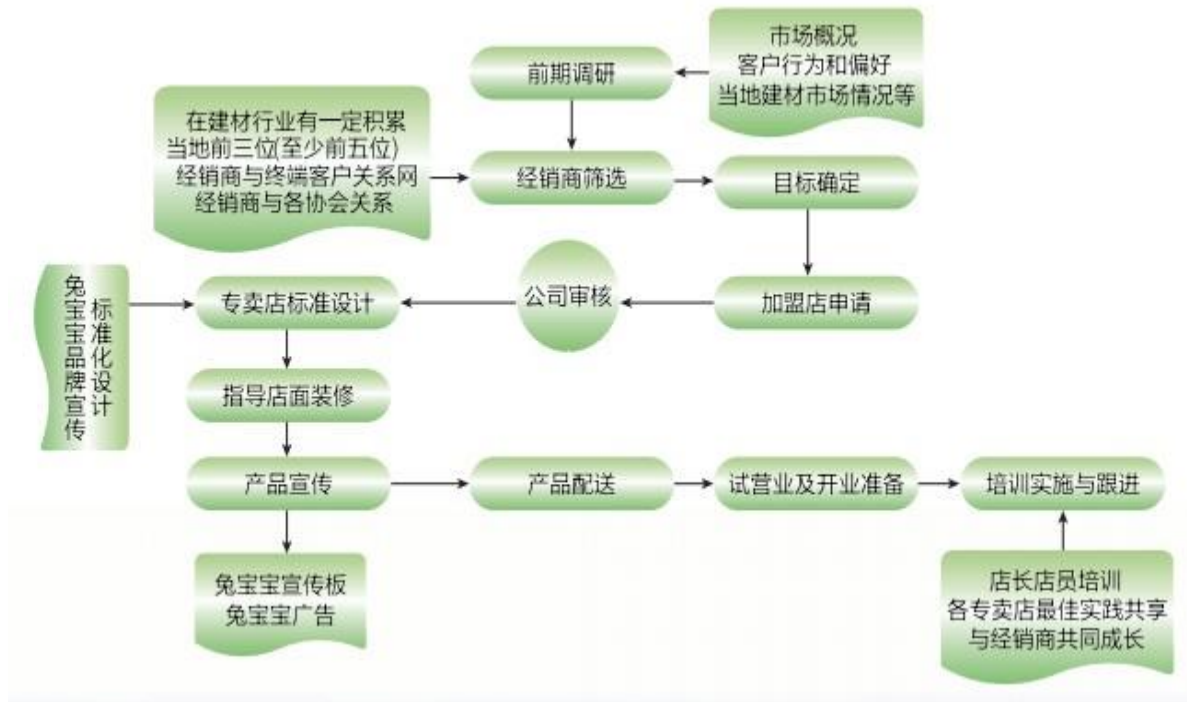 市场概况
客户行为和偏好
当地建材市场情况等
前期调研
在建材行业有一定积累
当地前三位(至少前五位)
经销商与终端客户关系网
经销商与各协会关系
经销商筛选
目标确定
标准化设计
兔宝宝品牌宣传
专卖店标准设计
公司审核
加盟店申请
指导店面装修
产品宣传
产品配送
试营业及开业准备
培训实施与跟进
兔宝宝宣传板
兔宝宝广告
店长店员培训
各专卖店最佳实践共享
与经销商共同成长